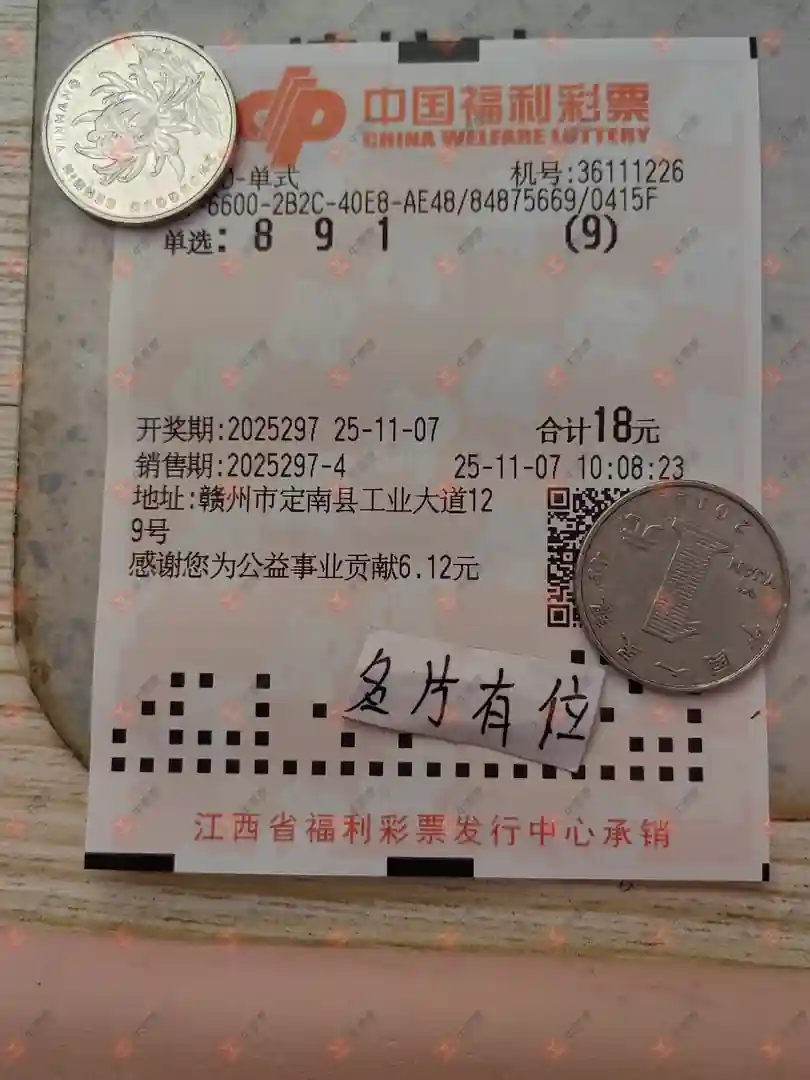 中国福利彩票
CHINA WELFARE LOTTERY
D-单式 机号:36111226
-6600-2B2C-40E8-AE48/84875669/0415F
单选: 8 9 1 (9)
开奖期:2025297 25-11-07 合计18元
销售期:2025297-4 25-11-07 10:08:23
地址:赣州市定南县工业大道12
9号
感谢您为公益事业贡献6.12元
名片有位
江西省福利彩票发行中心承销